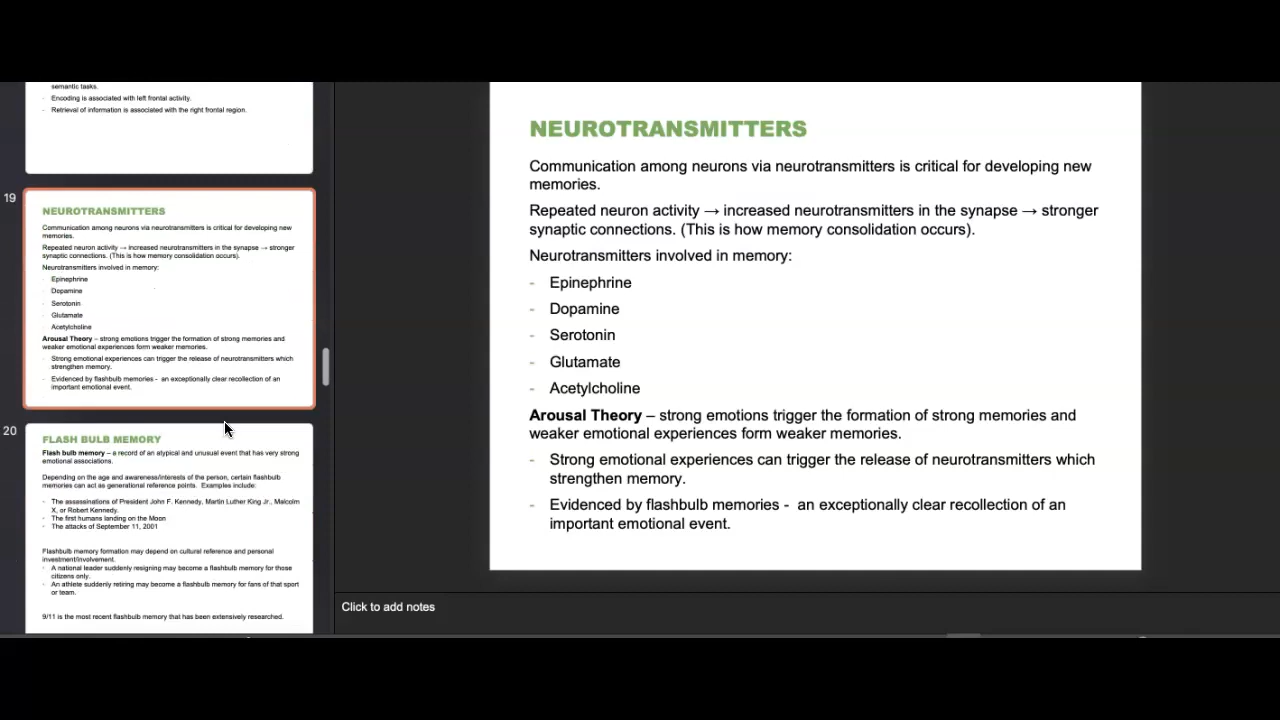 semantic tasks.
- Encoding is associated with left frontal activity.
- Retrieval of information is associated with the right frontal region.
19
NEUROTRANSMITTERS
Communication among neurons via neurotransmitters is critical for developing new
memories.
Repeated neuron activity → increased neurotransmitters in the synapse → stronger
synaptic connections. (This is how memory consolidation occurs).
Neurotransmitters involved in memory:
- Epinephrine
- Dopamine
- Serotonin
- Glutamate
- Acetylcholine
Arousal Theory – strong emotions trigger the formation of strong memories and
weaker emotional experiences form weaker memories.
- Strong emotional experiences can trigger the release of neurotransmitters which
strengthen memory.
- Evidenced by flashbulb memories - an exceptionally clear recollection of an
important emotional event.
20
FLASH BULB MEMORY
Flash bulb memory – a record of an atypical and unusual event that has very strong
emotional associations.
Depending on the age and awareness/interests of the person, certain flashbulb
memories can act as generational reference points. Examples include:
- The assassinations of President John F. Kennedy, Martin Luther King Jr., Malcolm
X, or Robert Kennedy.
- The first humans landing on the Moon
- The attacks of September 11, 2001
Flashbulb memory formation may depend on cultural reference and personal
investment/involvement.
- A national leader suddenly resigning may become a flashbulb memory for those
citizens only.
- An athlete suddenly retiring may become a flashbulb memory for fans of that sport
or team.
9/11 is the most recent flashbulb memory that has been extensively researched.
NEUROTRANSMITTERS
Communication among neurons via neurotransmitters is critical for developing new
memories.
Repeated neuron activity → increased neurotransmitters in the synapse → stronger
synaptic connections. (This is how memory consolidation occurs).
Neurotransmitters involved in memory:
- Epinephrine
- Dopamine
- Serotonin
- Glutamate
- Acetylcholine
Arousal Theory – strong emotions trigger the formation of strong memories and
weaker emotional experiences form weaker memories.
- Strong emotional experiences can trigger the release of neurotransmitters which
strengthen memory.
- Evidenced by flashbulb memories - an exceptionally clear recollection of an
important emotional event.
Click to add notes